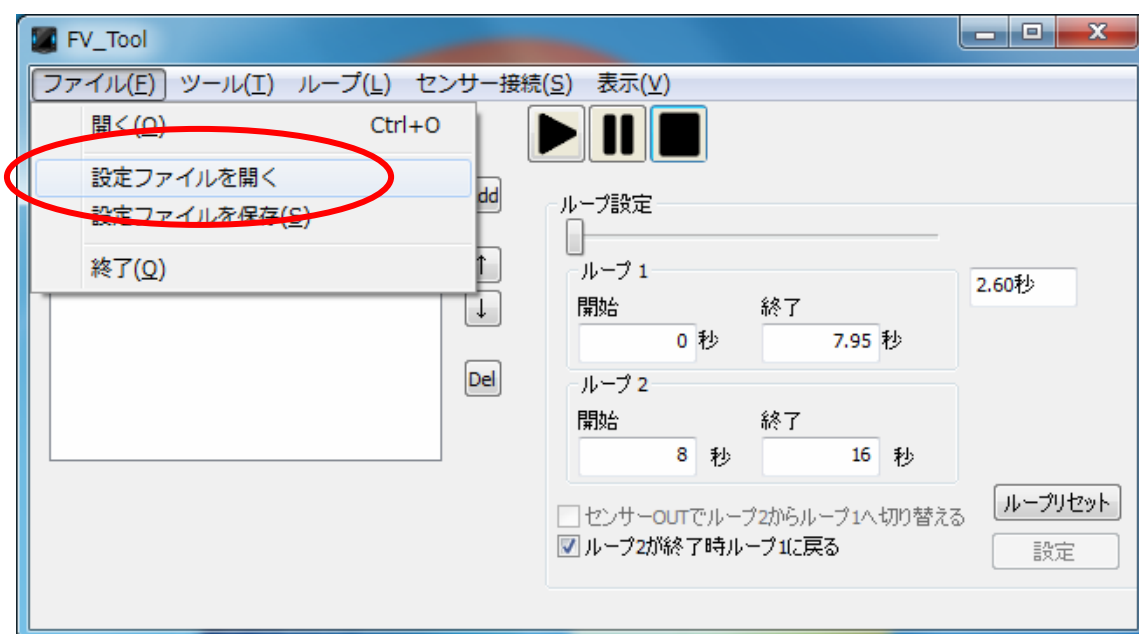 FV_Tool
ファイル(F) ツール(T) ループ(L) センサー接続(S) 表示(V)
開く(O) Ctrl+O
設定ファイルを開く
設定ファイルを保存(S)
終了(Q)
dd
↑
↓
Del
ループ設定
ループ 1
開始 終了
0 秒 7.95 秒
2.60秒
ループ 2
開始 終了
8 秒 16 秒
センサーOUTでループ2からループ1へ切り替える
ループ2が終了時ループ1に戻る
ループリセット
設定